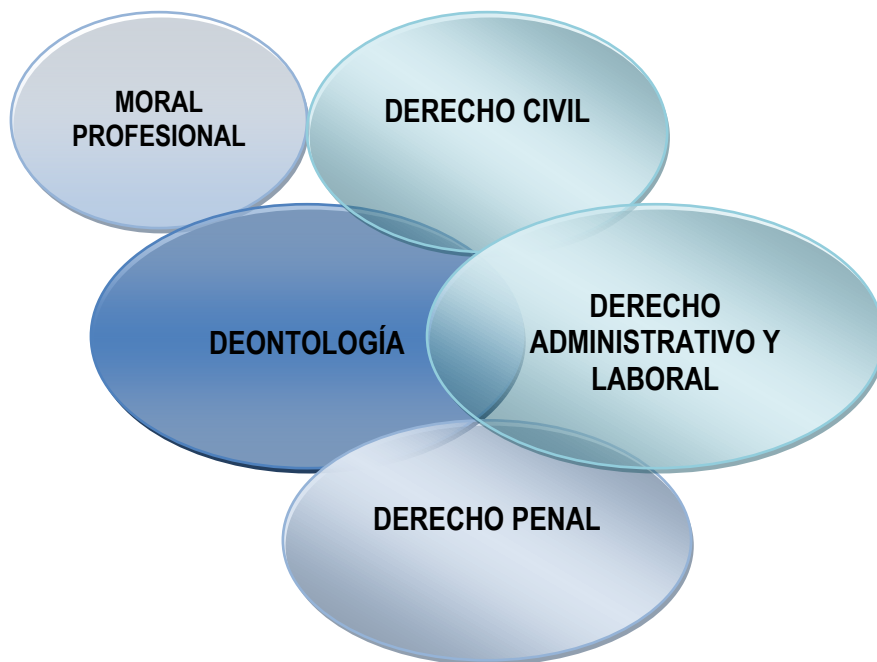 MORAL
PROFESIONAL
DERECHO CIVIL
DEONTOLOGÍA
DERECHO
ADMINISTRATIVO Y
LABORAL
DERECHO PENAL